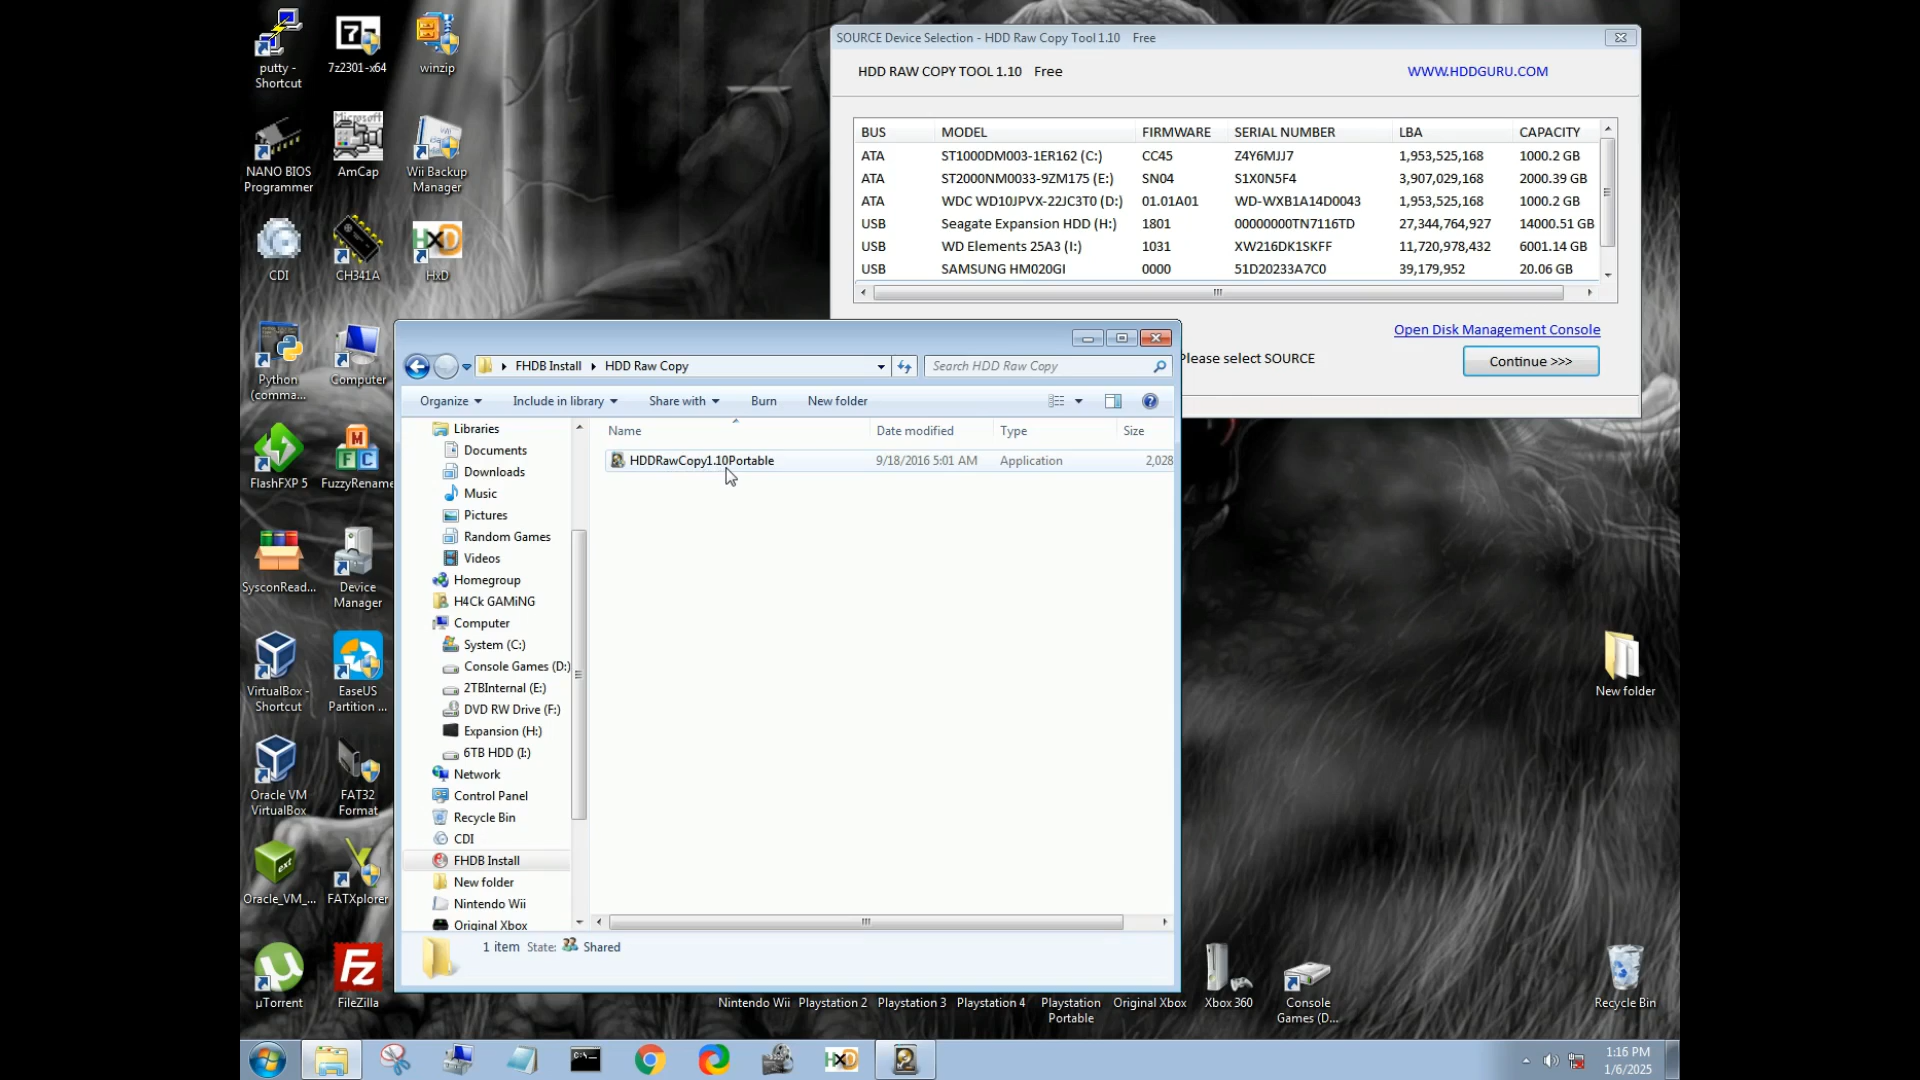 putty -
Shortcut
7z2301-x64
winzip
NANO BIOS
Programmer
Microsoft
AmCap
Wii Backup
Manager
CDI
CH341A
HxD
HxD
Python
(comma...
Computer
FlashFXP 5
FuzzyRename
SysconRead...
Device
Manager
VirtualBox -
Shortcut
EaseUS
Partition ...
Oracle VM
VirtualBox
FAT32
Format
Oracle_VM_...
FATXplorer
µTorrent
FileZilla
SOURCE Device Selection - HDD Raw Copy Tool 1.10   Free
HDD RAW COPY TOOL 1.10   Free
WWW.HDDGURU.COM
BUS MODEL FIRMWARE SERIAL NUMBER LBA CAPACITY
ATA ST1000DM003-1ER162 (C:) CC45 Z4Y6MJJ7 1,953,525,168 1000.2 GB
ATA ST2000NM0033-9ZM175 (E:) SN04 S1X0N5F4 3,907,029,168 2000.39 GB
ATA WDC WD10JPVX-22JC3T0 (D:) 01.01A01 WD-WXB1A14D0043 1,953,525,168 1000.2 GB
USB Seagate Expansion HDD (H:) 1801 00000000TN7116TD 27,344,764,927 14000.51 GB
USB WD Elements 25A3 (I:) 1031 XW216DK1SKFF 11,720,978,432 6001.14 GB
USB SAMSUNG HM020GI 0000 51D20233A7C0 39,179,952 20.06 GB
Open Disk Management Console
Please select SOURCE
Continue >>>
FHDB Install HDD Raw Copy
Search HDD Raw Copy
Organize Include in library Share with Burn New folder
Libraries
Documents
Downloads
Music
Pictures
Random Games
Videos
Homegroup
H4Ck GAMiNG
Computer
System (C:)
Console Games (D:)
2TBInternal (E:)
DVD RW Drive (F:)
Expansion (H:)
6TB HDD (I:)
Network
Control Panel
Recycle Bin
CDI
FHDB Install
New folder
Nintendo Wii
Original Xbox
Name Date modified Type Size
HDDRawCopy1.10Portable 9/18/2016 5:01 AM Application 2,028
1 item State: Shared
New folder
Nintendo Wii
Playstation 2
Playstation 3
Playstation 4
Playstation
Portable
Original Xbox
Xbox 360
Console
Games (D...
Recycle Bin
HxD
1:16 PM
1/6/2025